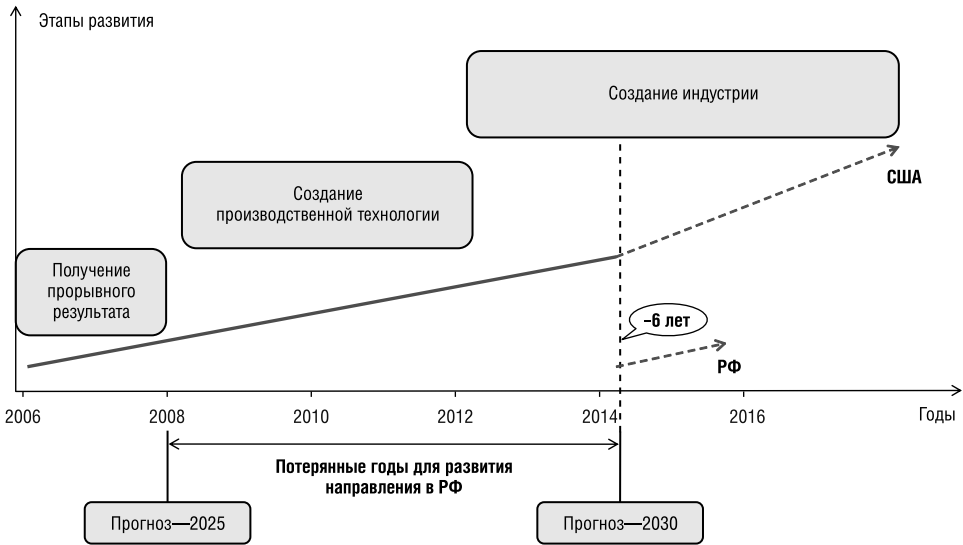 Этапы развития
Создание индустрии
США
Создание
производственной технологии
Получение
прорывного
результата
–6 лет
РФ
2006 2008 2010 2012 2014 2016 Годы
Потерянные годы для развития
направления в РФ
Прогноз—2025 Прогноз—2030